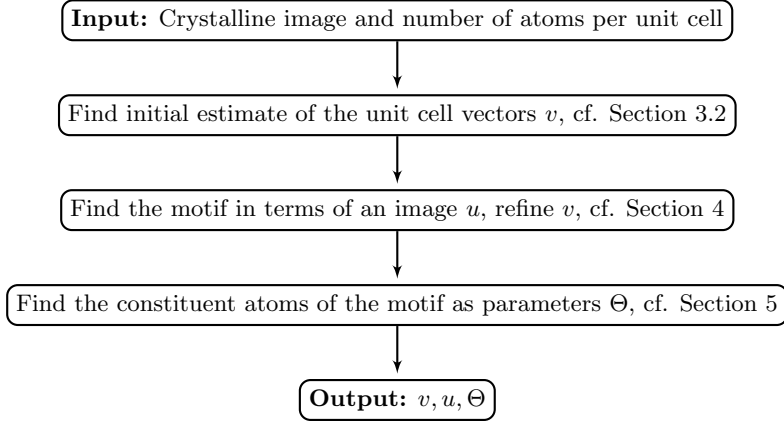 Input: Crystalline image and number of atoms per unit cell
Find initial estimate of the unit cell vectors v, cf. Section 3.2
Find the motif in terms of an image u, refine v, cf. Section 4
Find the constituent atoms of the motif as parameters Θ, cf. Section 5
Output: v, u, Θ